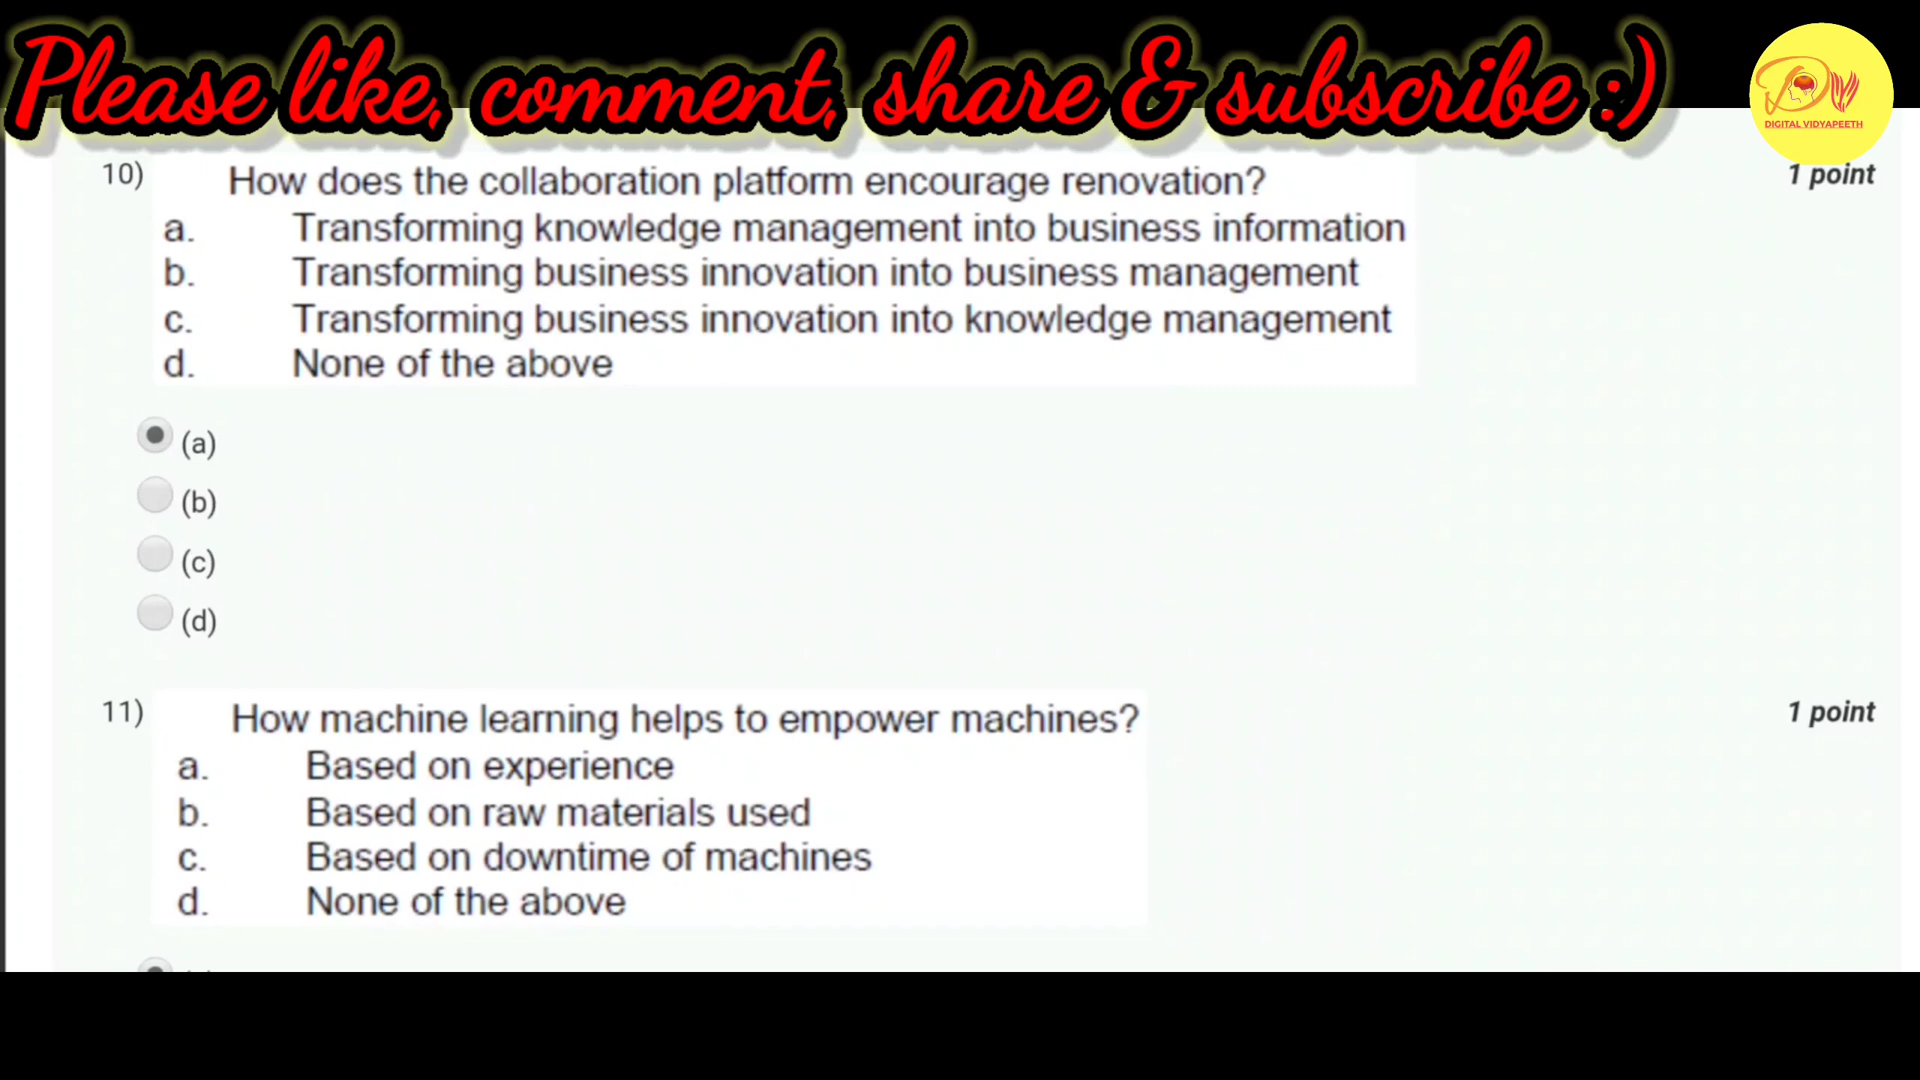 Please like, comment, share & subscribe :)
DIGITAL VIDYAPEETH
10) How does the collaboration platform encourage renovation? 1 point
a. Transforming knowledge management into business information
b. Transforming business innovation into business management
c. Transforming business innovation into knowledge management
d. None of the above
(a)
(b)
(c)
(d)
11) How machine learning helps to empower machines? 1 point
a. Based on experience
b. Based on raw materials used
c. Based on downtime of machines
d. None of the above